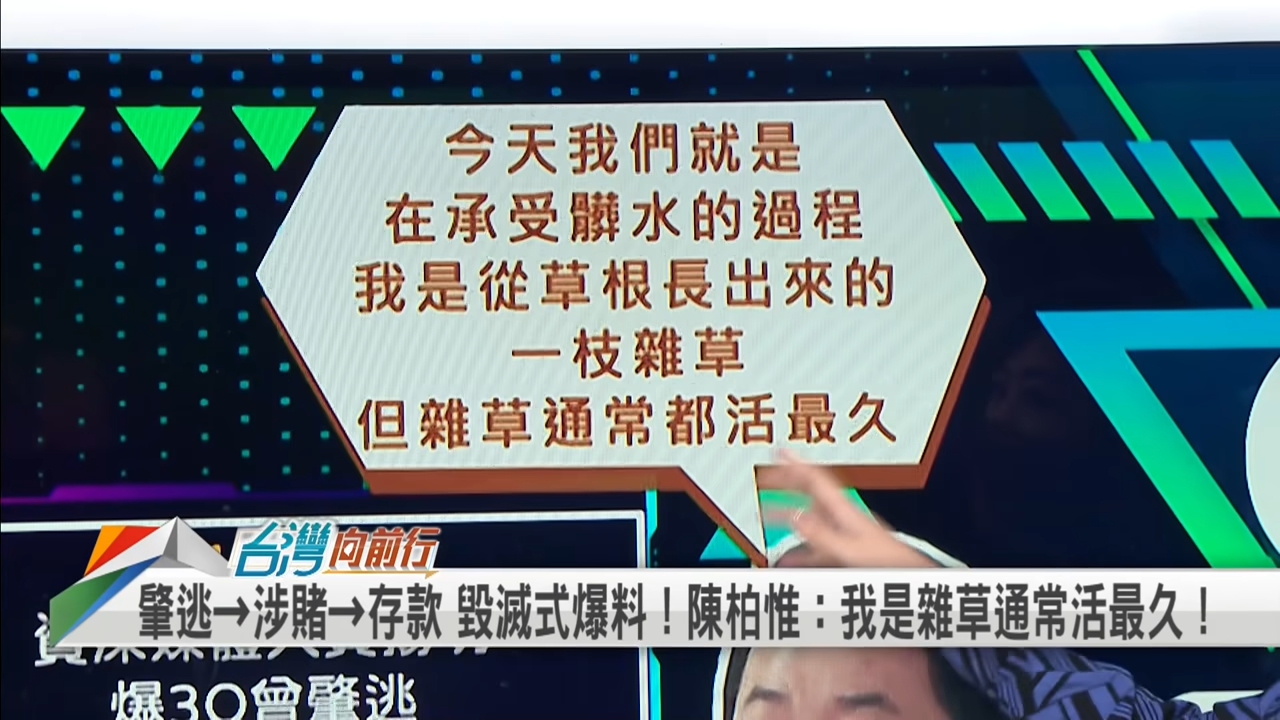 今天我們就是
在承受髒水的過程
我是從草根長出來的
一枝雜草
但雜草通常都活最久
台灣向前行
肇逃→涉賭→存款 毀滅式爆料！陳柏惟：我是雜草通常活最久！
爆3Q曾肇逃